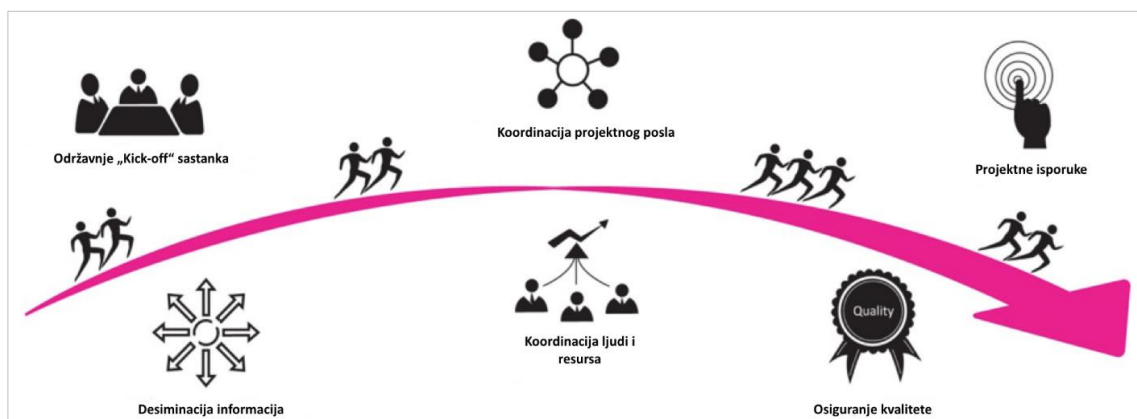 Održavnje „Kick-off“ sastanka
Koordinacija projektnog posla
Projektne isporuke
Desiminacija informacija
Koordinacija ljudi i
resursa
Quality
Osiguranje kvalitete